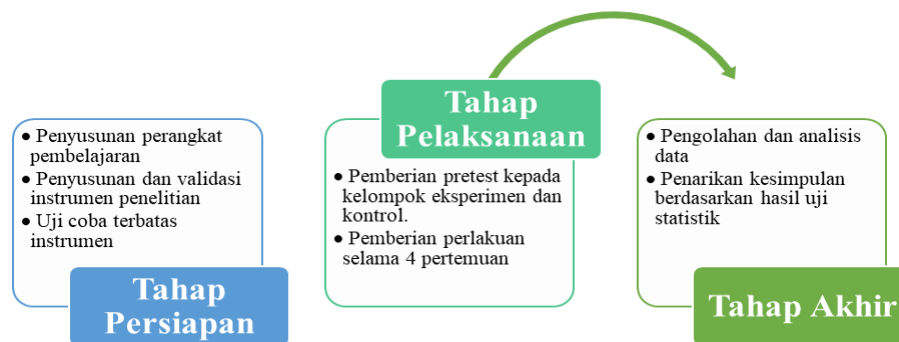 ● Penyusunan perangkat
pembelajaran
● Penyusunan dan validasi
instrumen penelitian
● Uji coba terbatas
instrumen
Tahap
Persiapan
Tahap
Pelaksanaan
● Pemberian pretest kepada
kelompok eksperimen dan
kontrol.
● Pemberian perlakuan
selama 4 pertemuan
● Pengolahan dan analisis
data
● Penarikan kesimpulan
berdasarkan hasil uji
statistik
Tahap Akhir